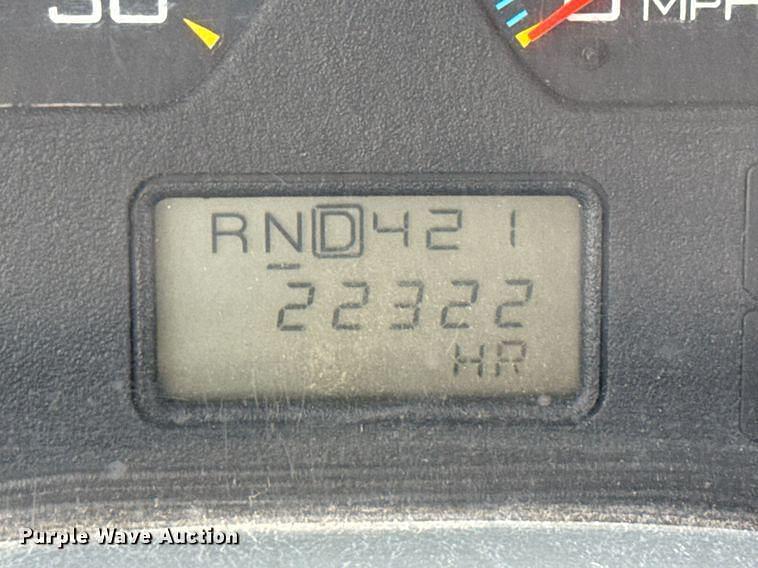 MPH
RND421
22322
HR
Purple Wave Auction